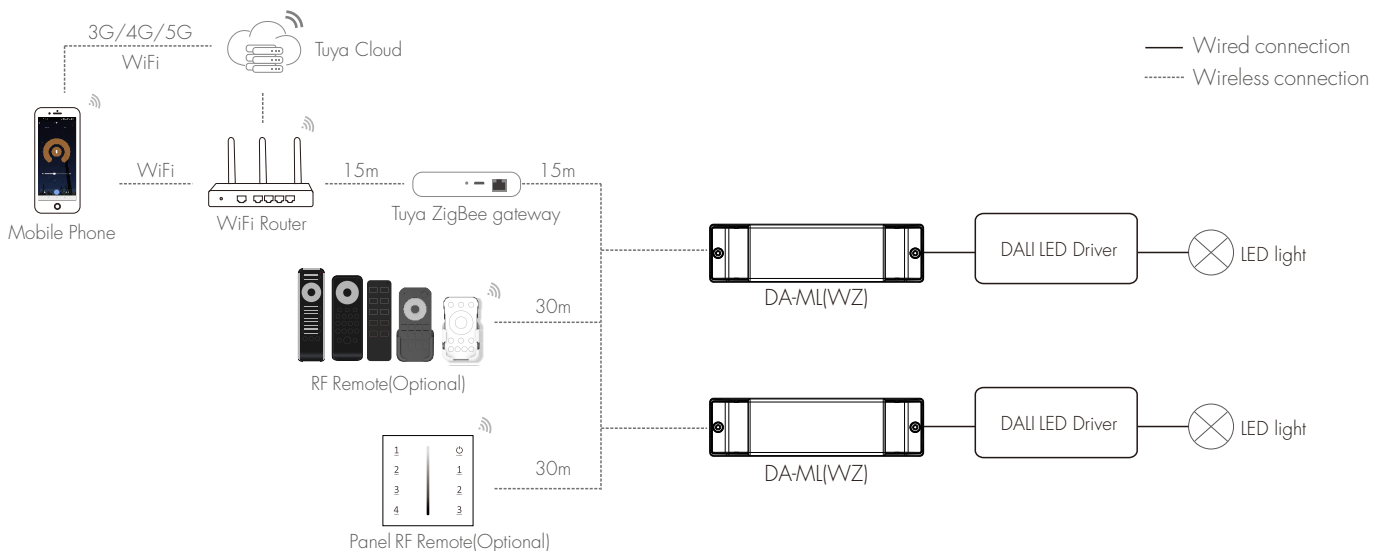 3G/4G/5G
WiFi
Tuya Cloud
Wired connection
Wireless connection
WiFi
15m
15m
Mobile Phone
WiFi Router
Tuya ZigBee gateway
DALI LED Driver
LED light
DA-ML(WZ)
30m
RF Remote(Optional)
DALI LED Driver
LED light
DA-ML(WZ)
30m
1
2
3
4
1
2
3
Panel RF Remote(Optional)